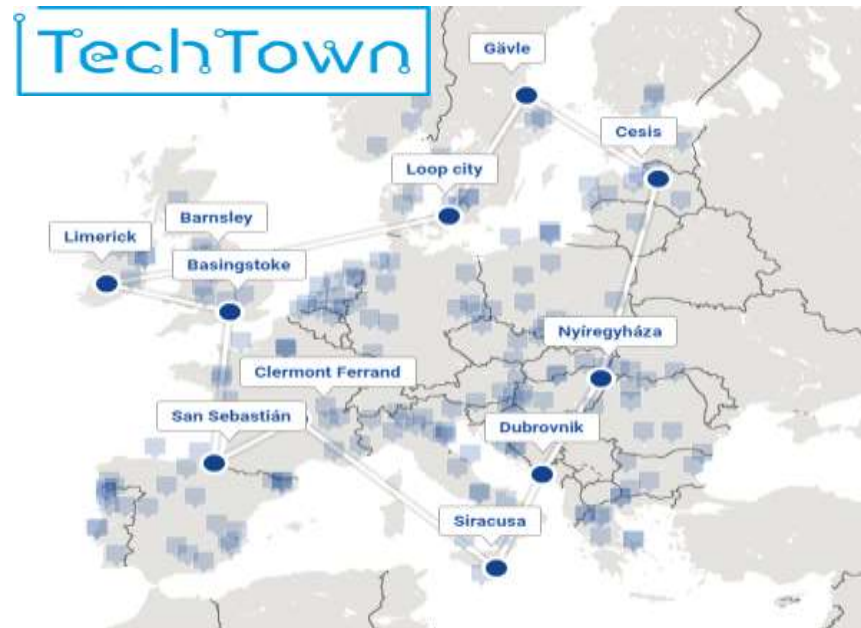 TechTown
Gävle
Cesis
Loop city
Barnsley
Limerick
Basingstoke
Nyíregyháza
Clermont Ferrand
San Sebastián
Dubrovnik
Siracusa